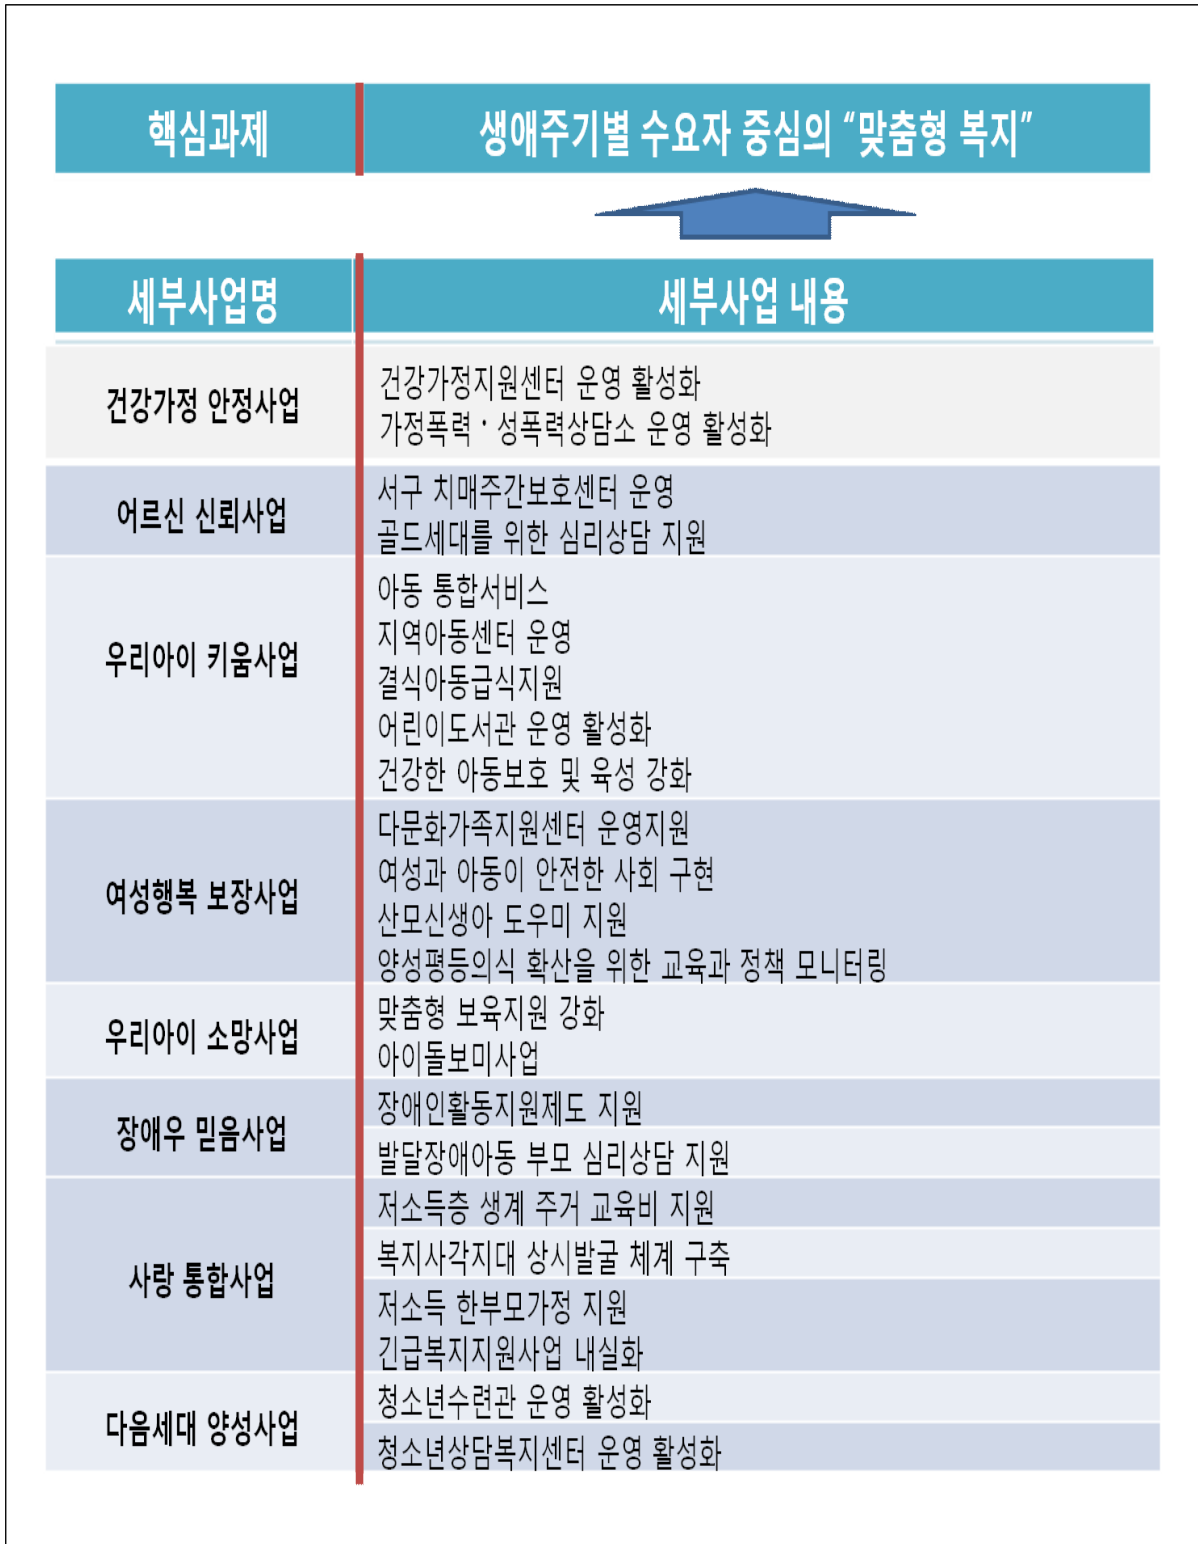 핵심과제
생애주기별 수요자 중심의 “맞춤형 복지”
세부사업명
세부사업 내용
건강가정 안정사업
건강가정지원센터 운영 활성화
가정폭력·성폭력상담소 운영 활성화
어르신 신뢰사업
서구 치매주간보호센터 운영
골드세대를 위한 심리상담 지원
우리아이 키움사업
아동 통합서비스
지역아동센터 운영
결식아동급식지원
어린이도서관 운영 활성화
건강한 아동보호 및 육성 강화
여성행복 보장사업
다문화가족지원센터 운영지원
여성과 아동이 안전한 사회 구현
산모신생아 도우미 지원
양성평등의식 확산을 위한 교육과 정책 모니터링
우리아이 소망사업
맞춤형 보육지원 강화
아이돌보미사업
장애우 믿음사업
장애인활동지원제도 지원
발달장애아동 부모 심리상담 지원
사랑 통합사업
저소득층 생계 주거 교육비 지원
복지사각지대 상시발굴 체계 구축
저소득 한부모가정 지원
긴급복지지원사업 내실화
다음세대 양성사업
청소년수련관 운영 활성화
청소년상담복지센터 운영 활성화